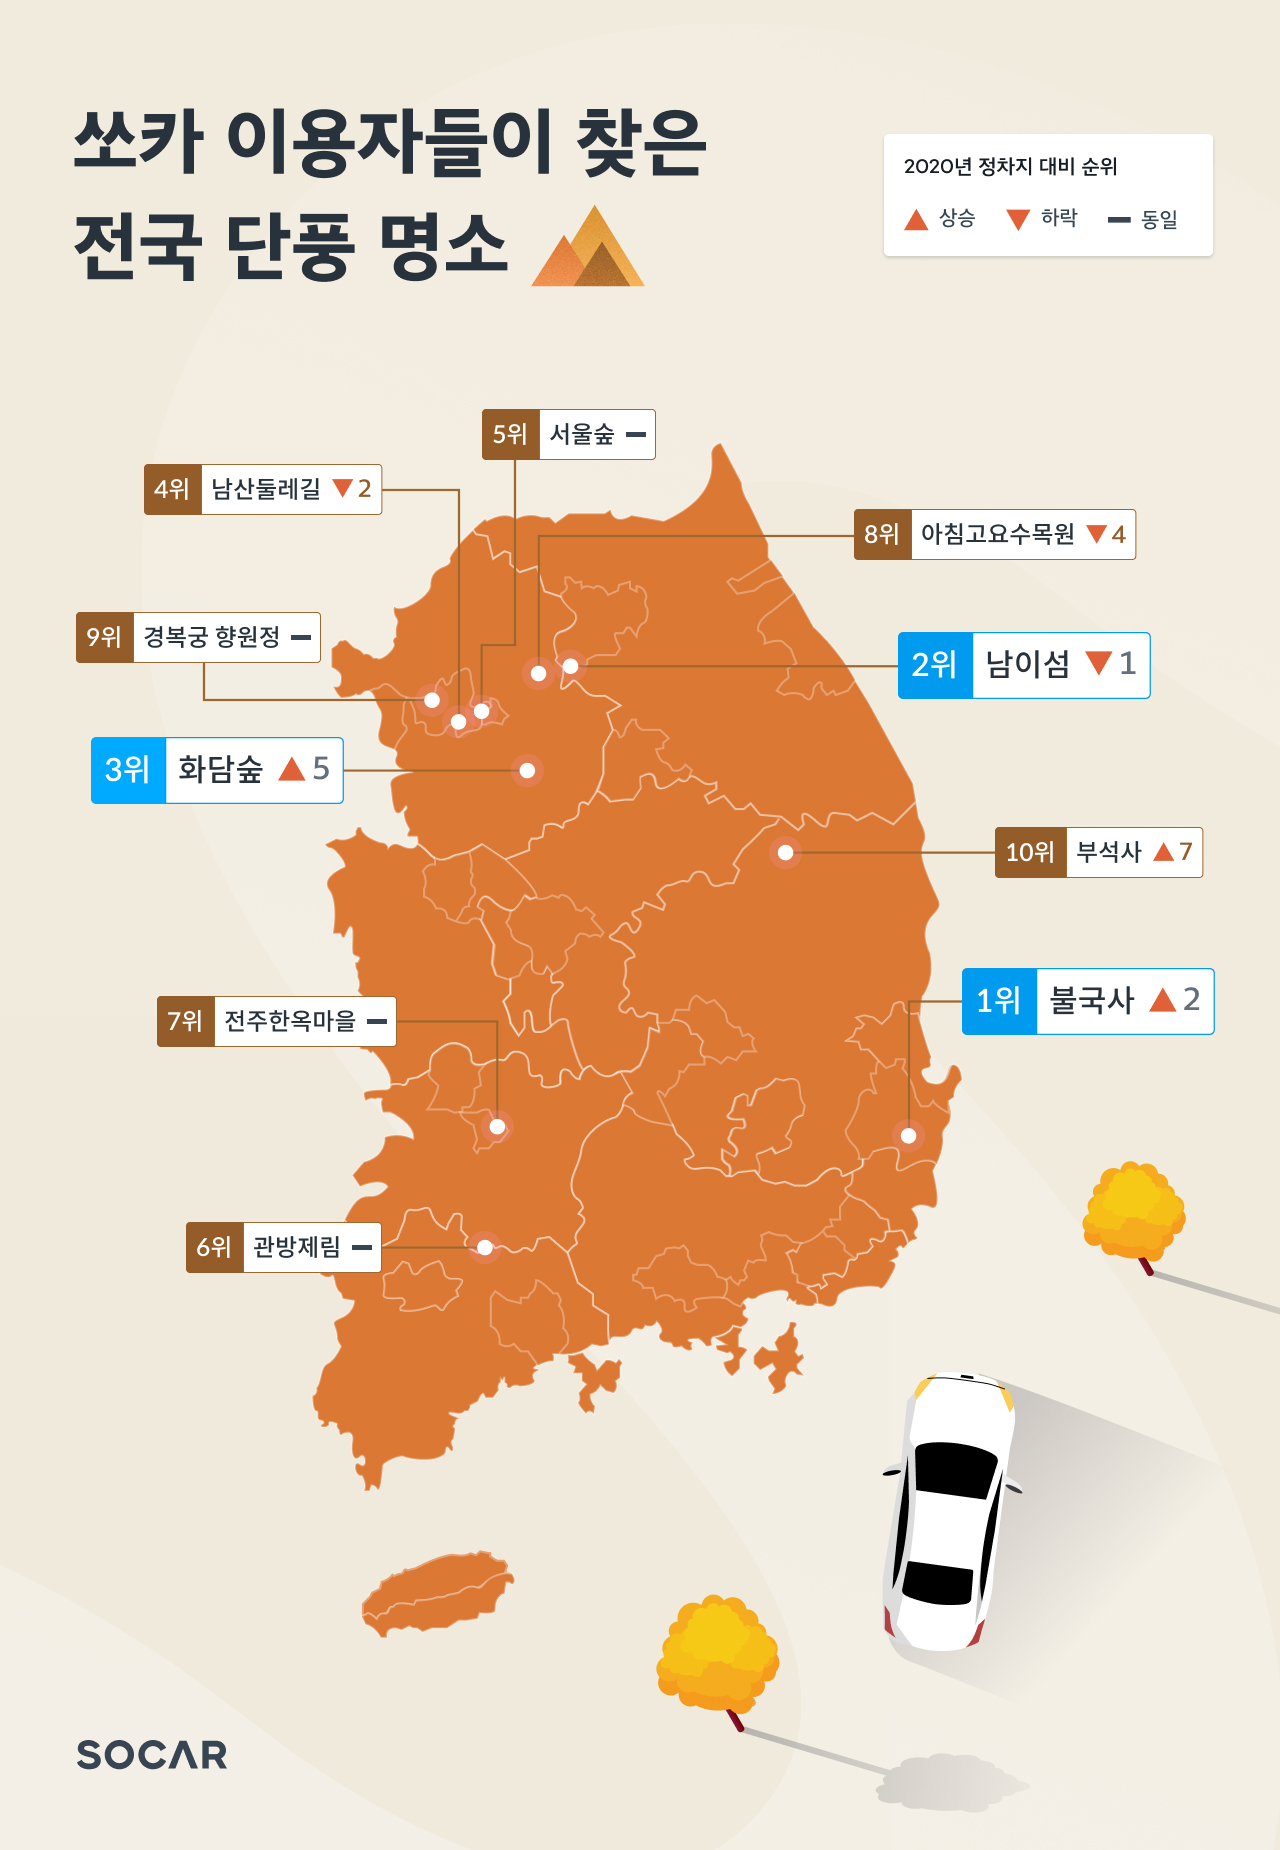 쏘카 이용자들이 찾은
전국 단풍 명소
2020년 정차지 대비 순위
▲ 상승 ▼ 하락 ━ 동일
5위 서울숲 ━
4위 남산둘레길 ▼ 2
8위 아침고요수목원 ▼ 4
9위 경복궁 향원정 ━
2위 남이섬 ▼ 1
3위 화담숲 ▲ 5
10위 부석사 ▲ 7
1위 불국사 ▲ 2
7위 전주한옥마을 ━
6위 관방제림 ━
SOCAR